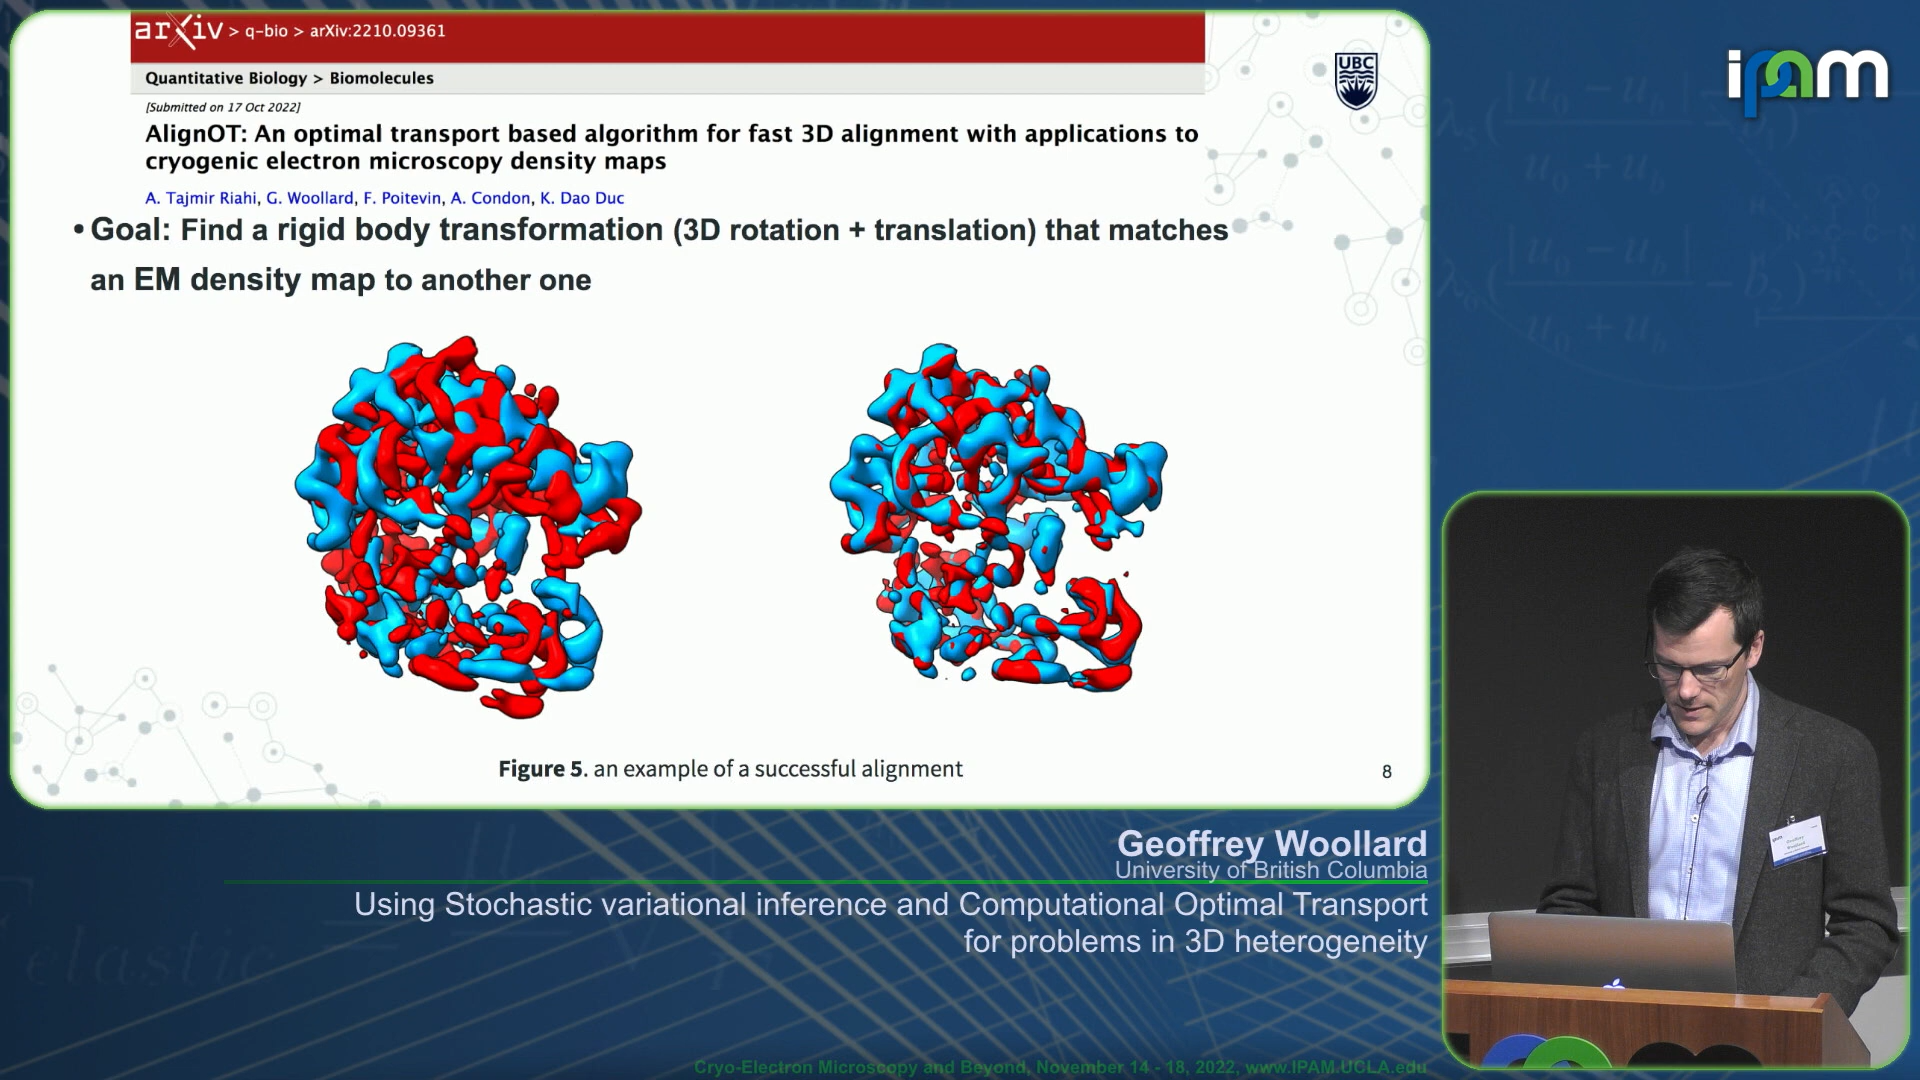 arXiv > q-bio > arXiv:2210.09361
Quantitative Biology > Biomolecules
[Submitted on 17 Oct 2022]
AlignOT: An optimal transport based algorithm for fast 3D alignment with applications to
cryogenic electron microscopy density maps
A. Tajmir Riahi, G. Woollard, F. Poitevin, A. Condon, K. Dao Duc
• Goal: Find a rigid body transformation (3D rotation + translation) that matches
an EM density map to another one
UBC
Figure 5. an example of a successful alignment
8
ipam
Geoffrey Woollard
University of British Columbia
Using Stochastic variational inference and Computational Optimal Transport
for problems in 3D heterogeneity
Cryo-Electron Microscopy and Beyond, November 14 - 18, 2022, www.IPAM.UCLA.edu
elastic